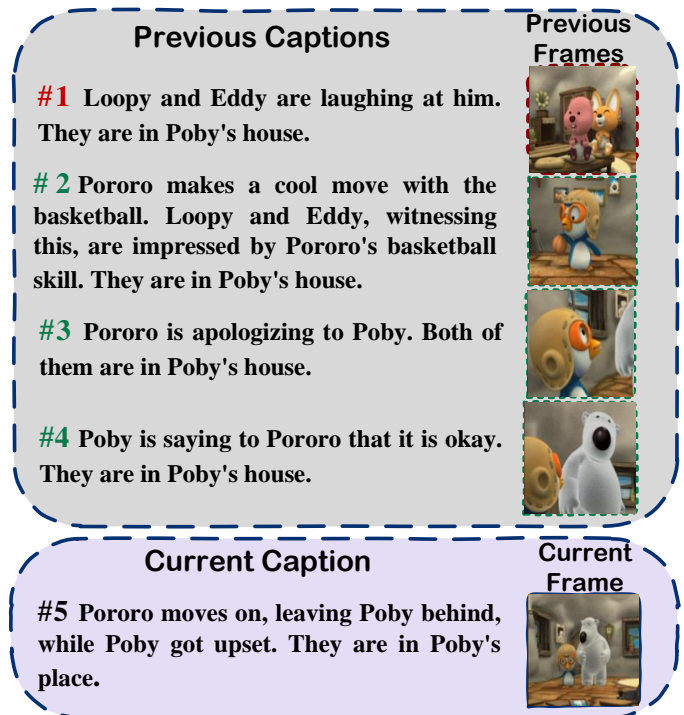 Previous Captions
Previous
Frames
#1 Loopy and Eddy are laughing at him.
They are in Poby's house.
# 2 Pororo makes a cool move with the
basketball. Loopy and Eddy, witnessing
this, are impressed by Pororo's basketball
skill. They are in Poby's house.
#3 Pororo is apologizing to Poby. Both of
them are in Poby's house.
#4 Poby is saying to Pororo that it is okay.
They are in Poby's house.
Current Caption
Current
Frame
#5 Pororo moves on, leaving Poby behind,
while Poby got upset. They are in Poby's
place.